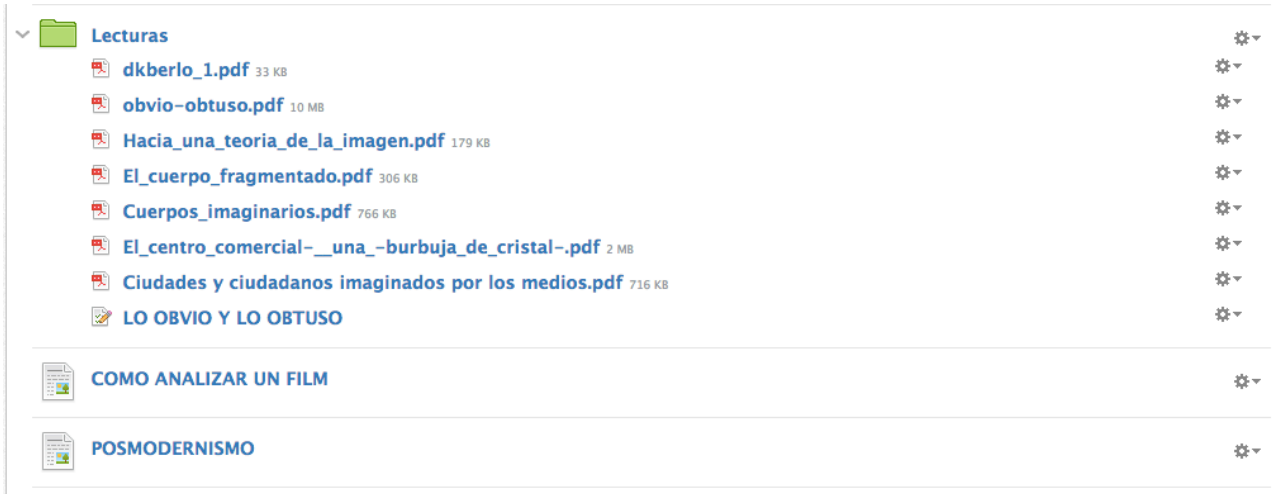 Lecturas
dkberlo_1.pdf 33 KB
obvio-obtuso.pdf 10 MB
Hacia_una_teoria_de_la_imagen.pdf 179 KB
El_cuerpo_fragmentado.pdf 306 KB
Cuerpos_imaginarios.pdf 766 KB
El_centro_comercial-__una_-burbuja_de_cristal-.pdf 2 MB
Ciudades y ciudadanos imaginados por los medios.pdf 716 KB
LO OBVIO Y LO OBTUSO
COMO ANALIZAR UN FILM
POSMODERNISMO